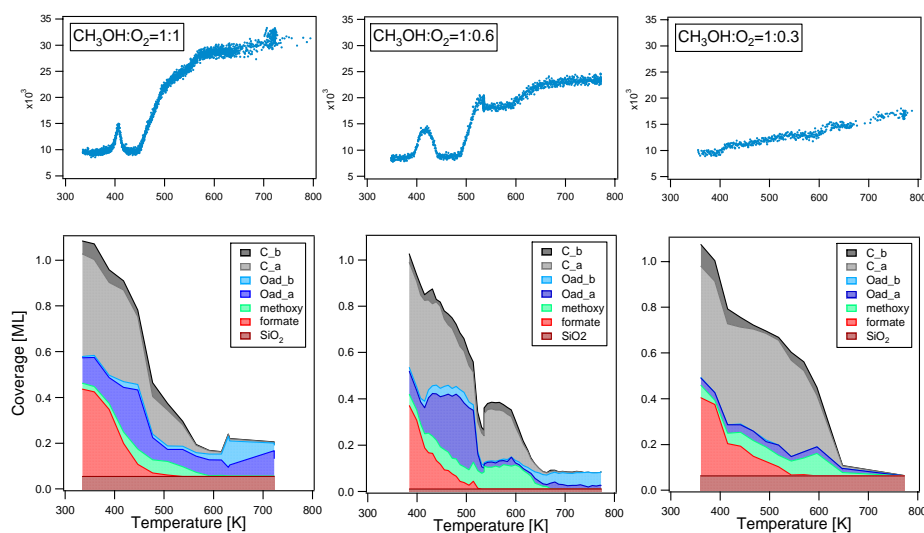 CH3OH:O2=1:1
35
30
25
20
15
10
5
x10³
300 400 500 600 700 800
CH3OH:O2=1:0.6
35
30
25
20
15
10
5
x10³
300 400 500 600 700 800
CH3OH:O2=1:0.3
35
30
25
20
15
10
5
x10³
300 400 500 600 700 800
Coverage [ML]
1.0
0.8
0.6
0.4
0.2
0.0
C_b
C_a
Oad_b
Oad_a
methoxy
formate
SiO2
300 400 500 600 700 800
Temperature [K]
1.0
0.8
0.6
0.4
0.2
0.0
C_b
C_a
Oad_b
Oad_a
methoxy
formate
SiO2
300 400 500 600 700 800
Temperature [K]
1.0
0.8
0.6
0.4
0.2
0.0
C_b
C_a
Oad_b
Oad_a
methoxy
formate
SiO2
300 400 500 600 700 800
Temperature [K]